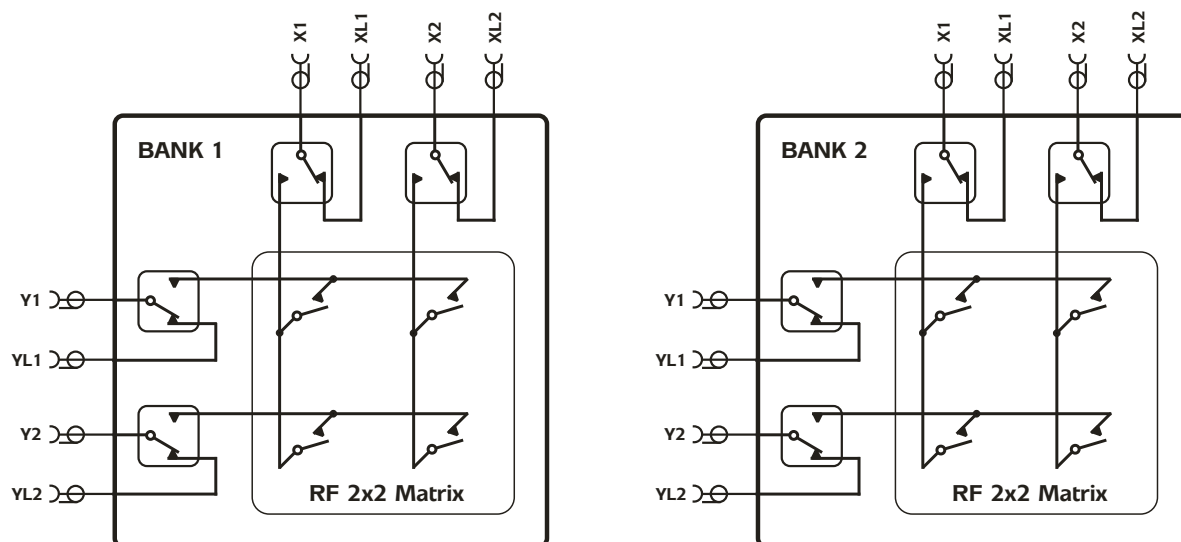 X1 XL1 X2 XL2
X1 XL1 X2 XL2
BANK 1
BANK 2
Y1
Y1
YL1
YL1
Y2
Y2
YL2
YL2
RF 2x2 Matrix
RF 2x2 Matrix